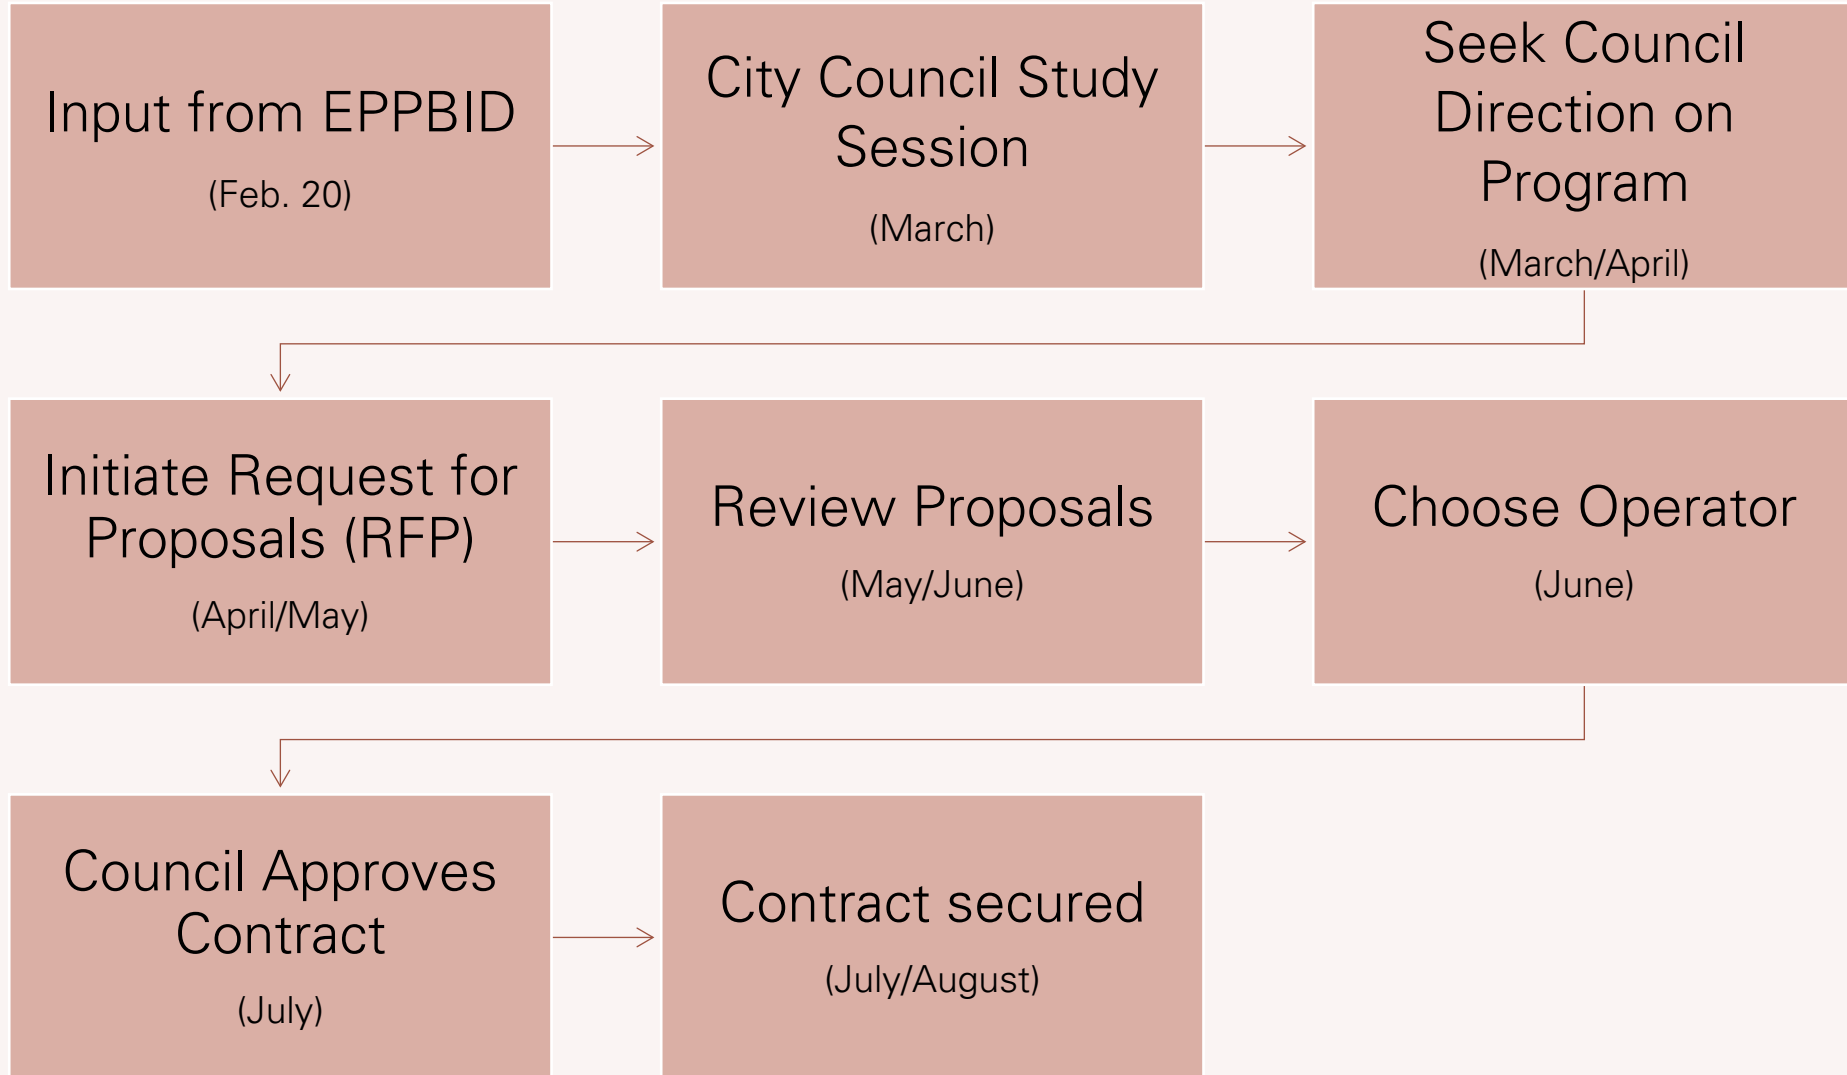 Input from EPPBID
(Feb. 20)
City Council Study
Session
(March)
Seek Council
Direction on
Program
(March/April)
Initiate Request for
Proposals (RFP)
(April/May)
Review Proposals
(May/June)
Choose Operator
(June)
Council Approves
Contract
(July)
Contract secured
(July/August)